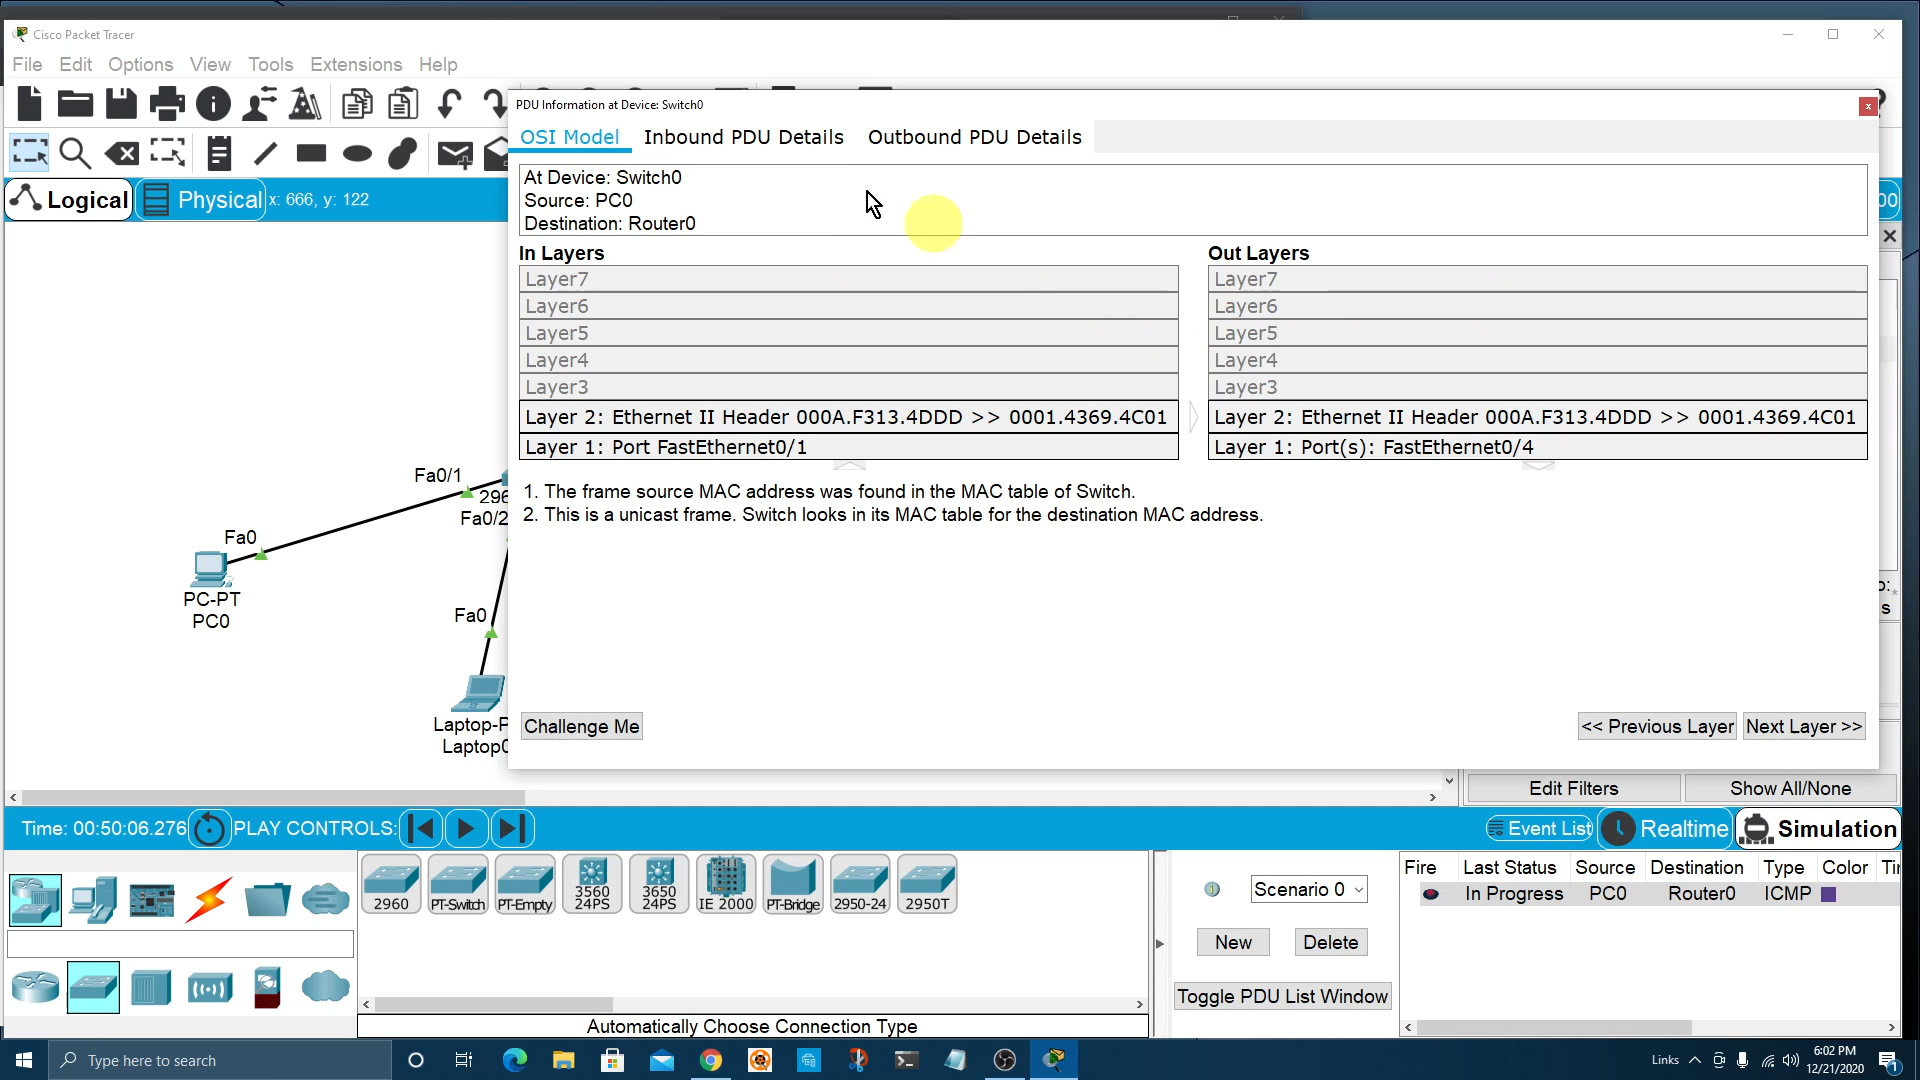 Cisco Packet Tracer
File Edit Options View Tools Extensions Help
PDU Information at Device: Switch0
OSI Model Inbound PDU Details Outbound PDU Details
Logical Physical x: 666, y: 122
At Device: Switch0
Source: PC0
Destination: Router0
In Layers
Layer7
Layer6
Layer5
Layer4
Layer3
Layer 2: Ethernet II Header 000A.F313.4DDD >> 0001.4369.4C01
Layer 1: Port FastEthernet0/1
Out Layers
Layer7
Layer6
Layer5
Layer4
Layer3
Layer 2: Ethernet II Header 000A.F313.4DDD >> 0001.4369.4C01
Layer 1: Port(s): FastEthernet0/4
1. The frame source MAC address was found in the MAC table of Switch.
2. This is a unicast frame. Switch looks in its MAC table for the destination MAC address.
Challenge Me
<< Previous Layer Next Layer >>
Fa0/1
296
Fa0/2
Fa0
PC-PT
PC0
Fa0
Laptop-P
Laptop0
Edit Filters Show All/None
Time: 00:50:06.276 PLAY CONTROLS:
Event List Realtime Simulation
2960 PT-Switch PT-Empty 3560 24PS 3650 24PS IE 2000 PT-Bridge 2950-24 2950T
Automatically Choose Connection Type
Scenario 0
New Delete
Toggle PDU List Window
Fire Last Status Source Destination Type Color Ti
In Progress PC0 Router0 ICMP
Type here to search
Links
6:02 PM
12/21/2020
1